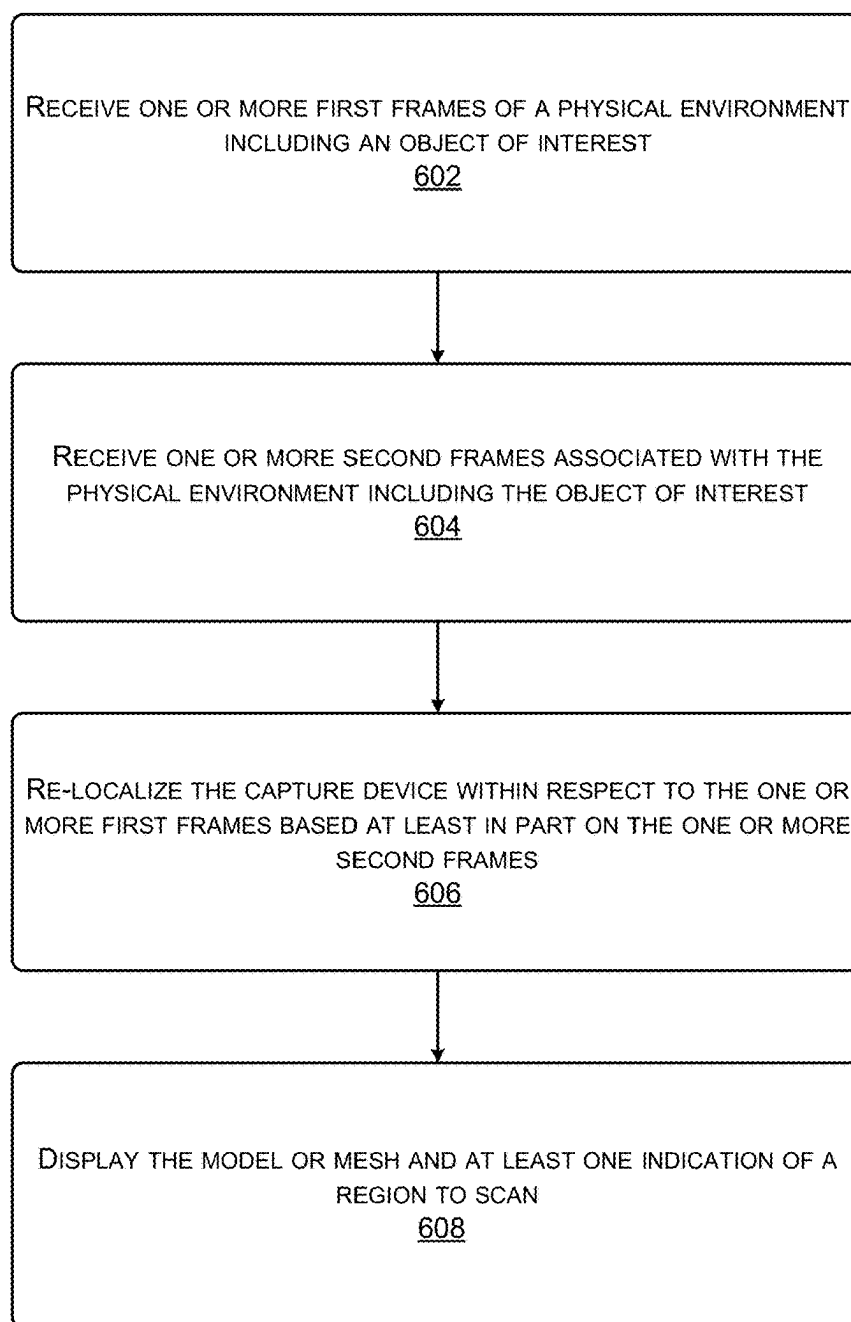 RECEIVE ONE OR MORE FIRST FRAMES OF A PHYSICAL ENVIRONMENT
INCLUDING AN OBJECT OF INTEREST
602
RECEIVE ONE OR MORE SECOND FRAMES ASSOCIATED WITH THE
PHYSICAL ENVIRONMENT INCLUDING THE OBJECT OF INTEREST
604
RE-LOCALIZE THE CAPTURE DEVICE WITHIN RESPECT TO THE ONE OR
MORE FIRST FRAMES BASED AT LEAST IN PART ON THE ONE OR MORE
SECOND FRAMES
606
DISPLAY THE MODEL OR MESH AND AT LEAST ONE INDICATION OF A
REGION TO SCAN
608